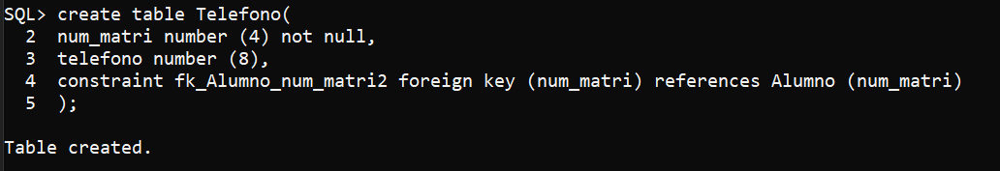 SQL> create table Telefono(
  2  num_matri number (4) not null,
  3  telefono number (8),
  4  constraint fk_Alumno_num_matri2 foreign key (num_matri) references Alumno (num_matri)
  5  );
Table created.